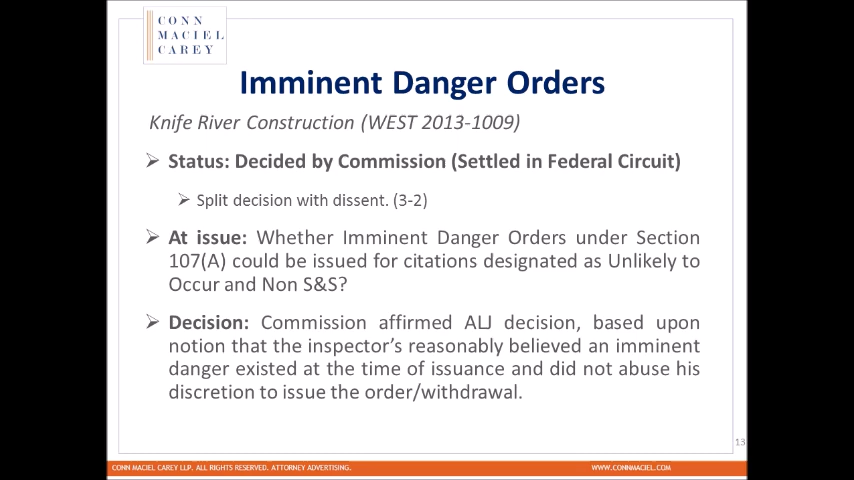 CONN
MACIEL
CAREY
Imminent Danger Orders
Knife River Construction (WEST 2013-1009)
➢ Status: Decided by Commission (Settled in Federal Circuit)
➢ Split decision with dissent. (3-2)
➢ At issue: Whether Imminent Danger Orders under Section
107(A) could be issued for citations designated as Unlikely to
Occur and Non S&S?
➢ Decision: Commission affirmed ALJ decision, based upon
notion that the inspector's reasonably believed an imminent
danger existed at the time of issuance and did not abuse his
discretion to issue the order/withdrawal.
13
CONN MACIEL CAREY LLP. ALL RIGHTS RESERVED. ATTORNEY ADVERTISING.
WWW.CONNMACIEL.COM